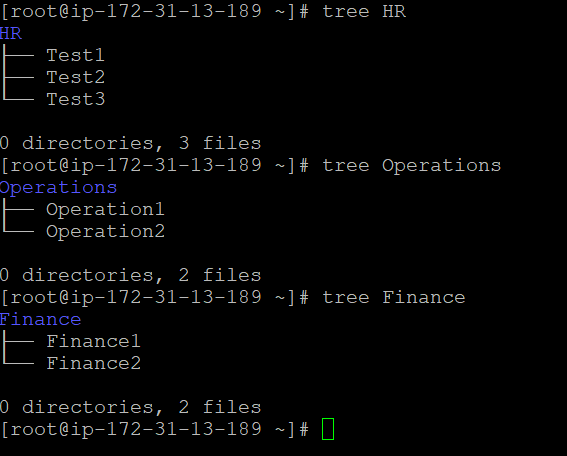 [root@ip-172-31-13-189 ~]# tree HR
HR
├── Test1
├── Test2
└── Test3
0 directories, 3 files
[root@ip-172-31-13-189 ~]# tree Operations
Operations
├── Operation1
└── Operation2
0 directories, 2 files
[root@ip-172-31-13-189 ~]# tree Finance
Finance
├── Finance1
└── Finance2
0 directories, 2 files
[root@ip-172-31-13-189 ~]#